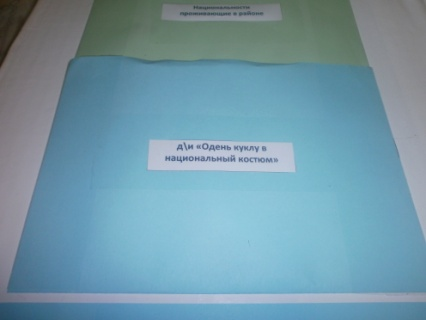 Национальности
проживающие в районе
д\и «Одень куклу в
национальный костюм»